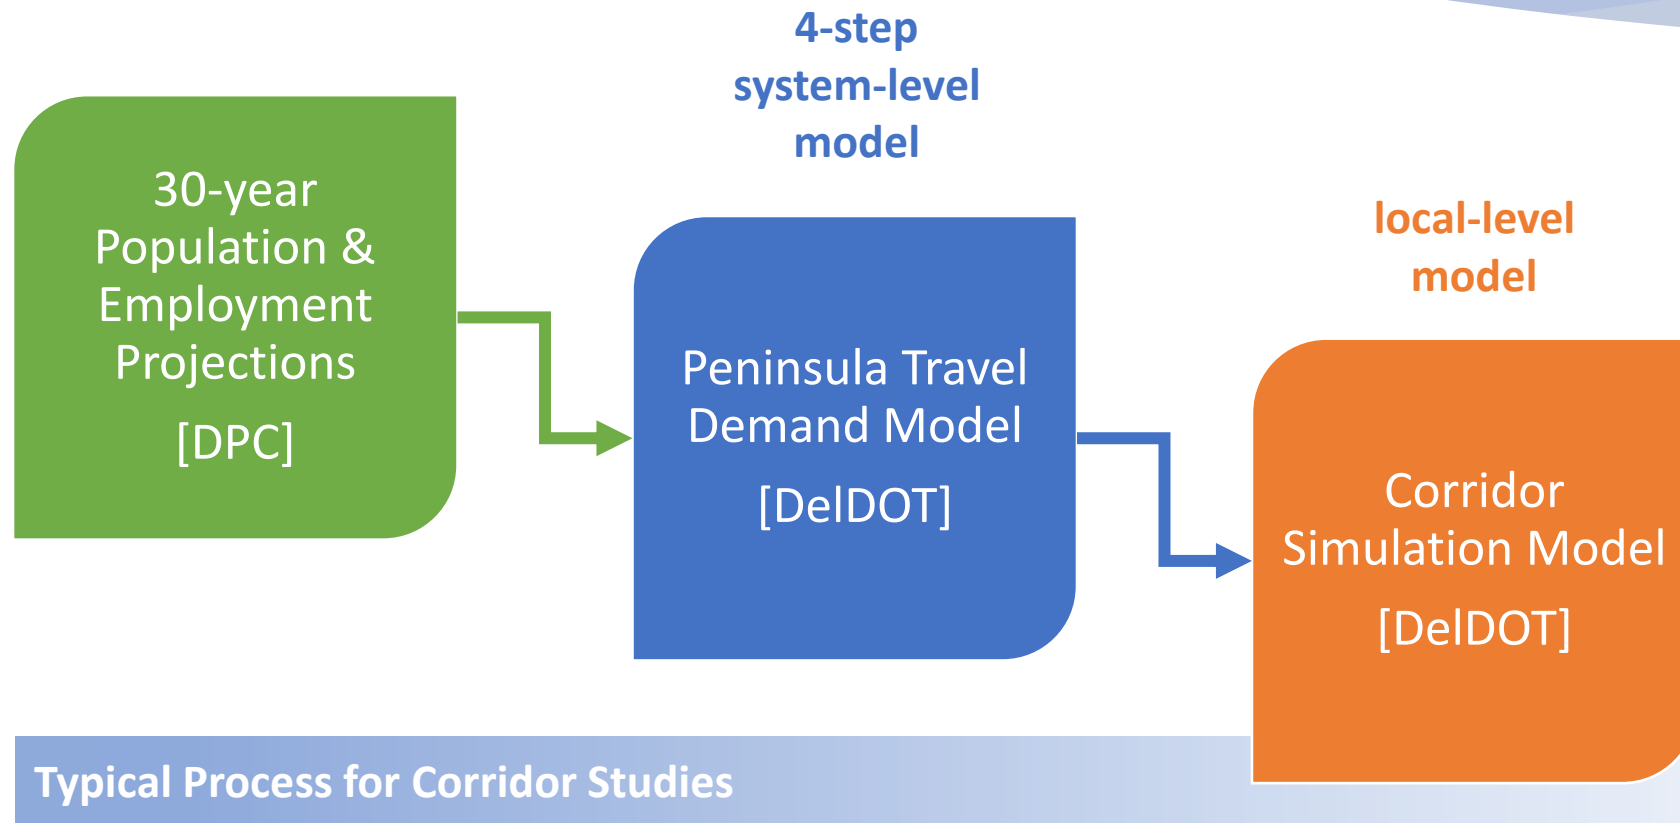 30-year
Population &
Employment
Projections
[DPC]
4-step
system-level
model
Peninsula Travel
Demand Model
[DelDOT]
local-level
model
Corridor
Simulation Model
[DelDOT]
Typical Process for Corridor Studies